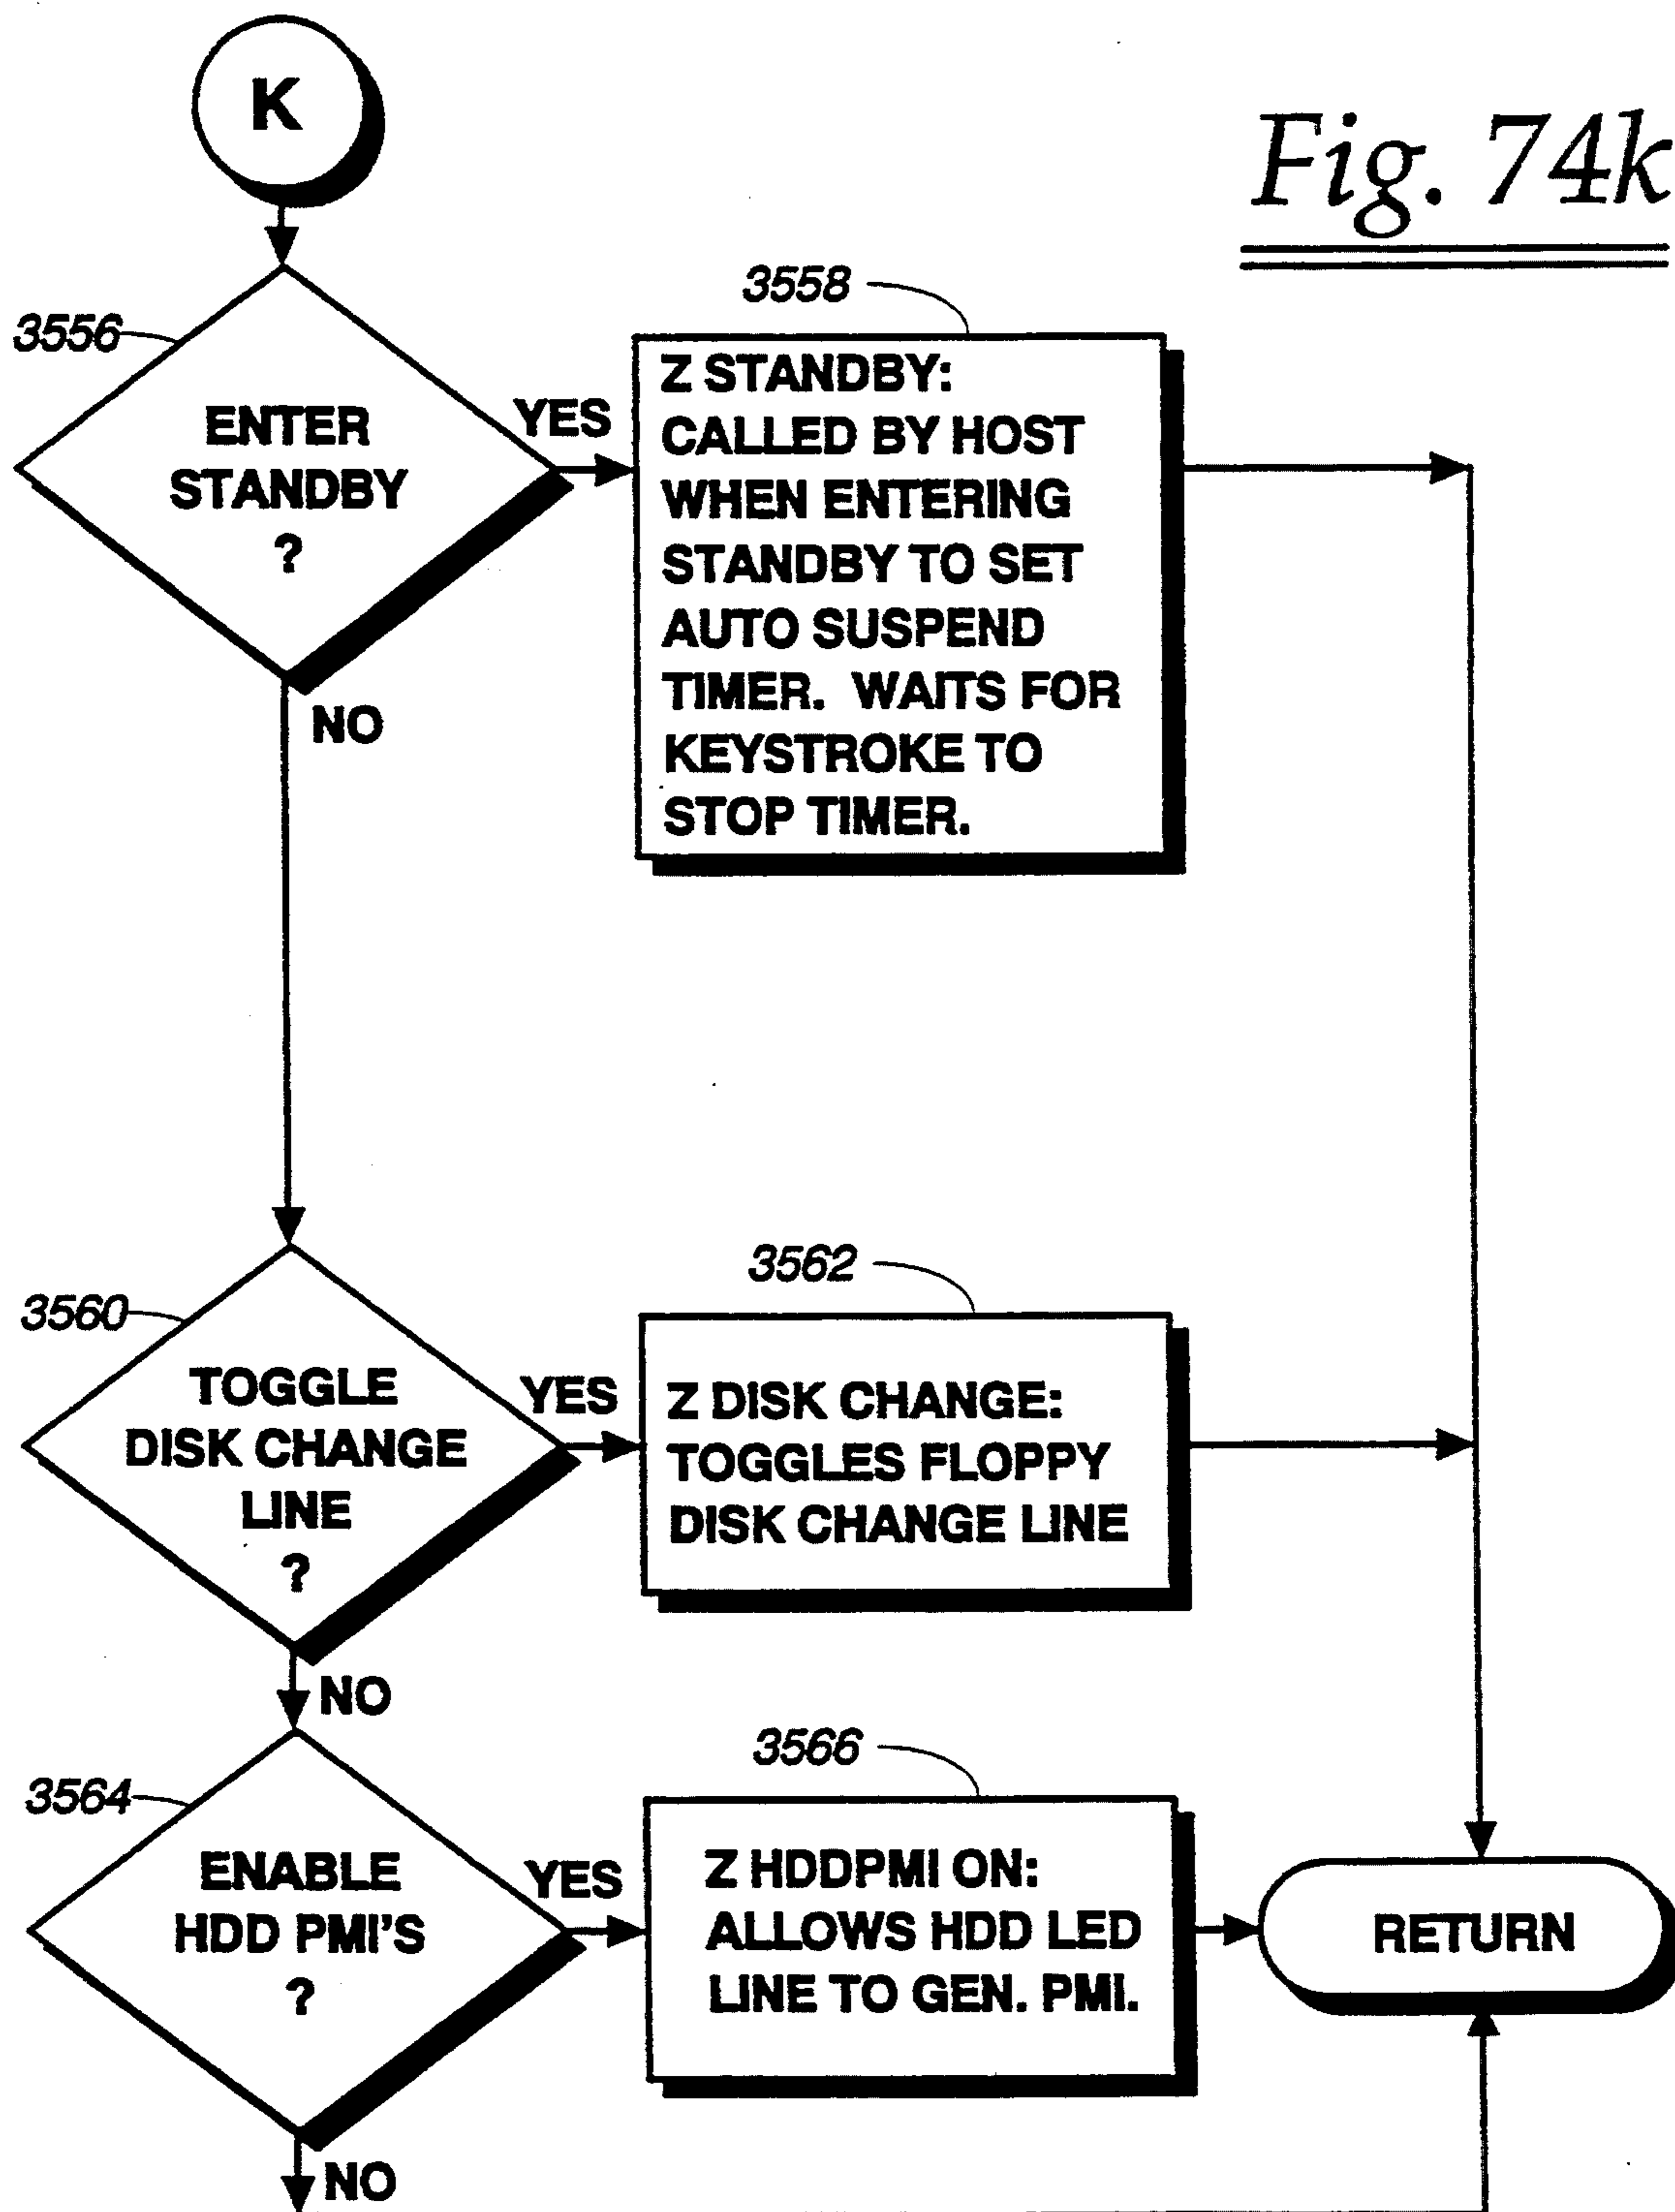 K
Fig. 74k
3556
ENTER
STANDBY
?
YES
NO
3558
Z STANDBY:
CALLED BY HOST
WHEN ENTERING
STANDBY TO SET
AUTO SUSPEND
TIMER. WAITS FOR
KEYSTROKE TO
STOP TIMER.
3560
TOGGLE
DISK CHANGE
LINE
?
YES
NO
3562
Z DISK CHANGE:
TOGGLES FLOPPY
DISK CHANGE LINE
3564
ENABLE
HDD PMI'S
?
YES
NO
3566
Z HDDPMI ON:
ALLOWS HDD LED
LINE TO GEN. PMI.
RETURN